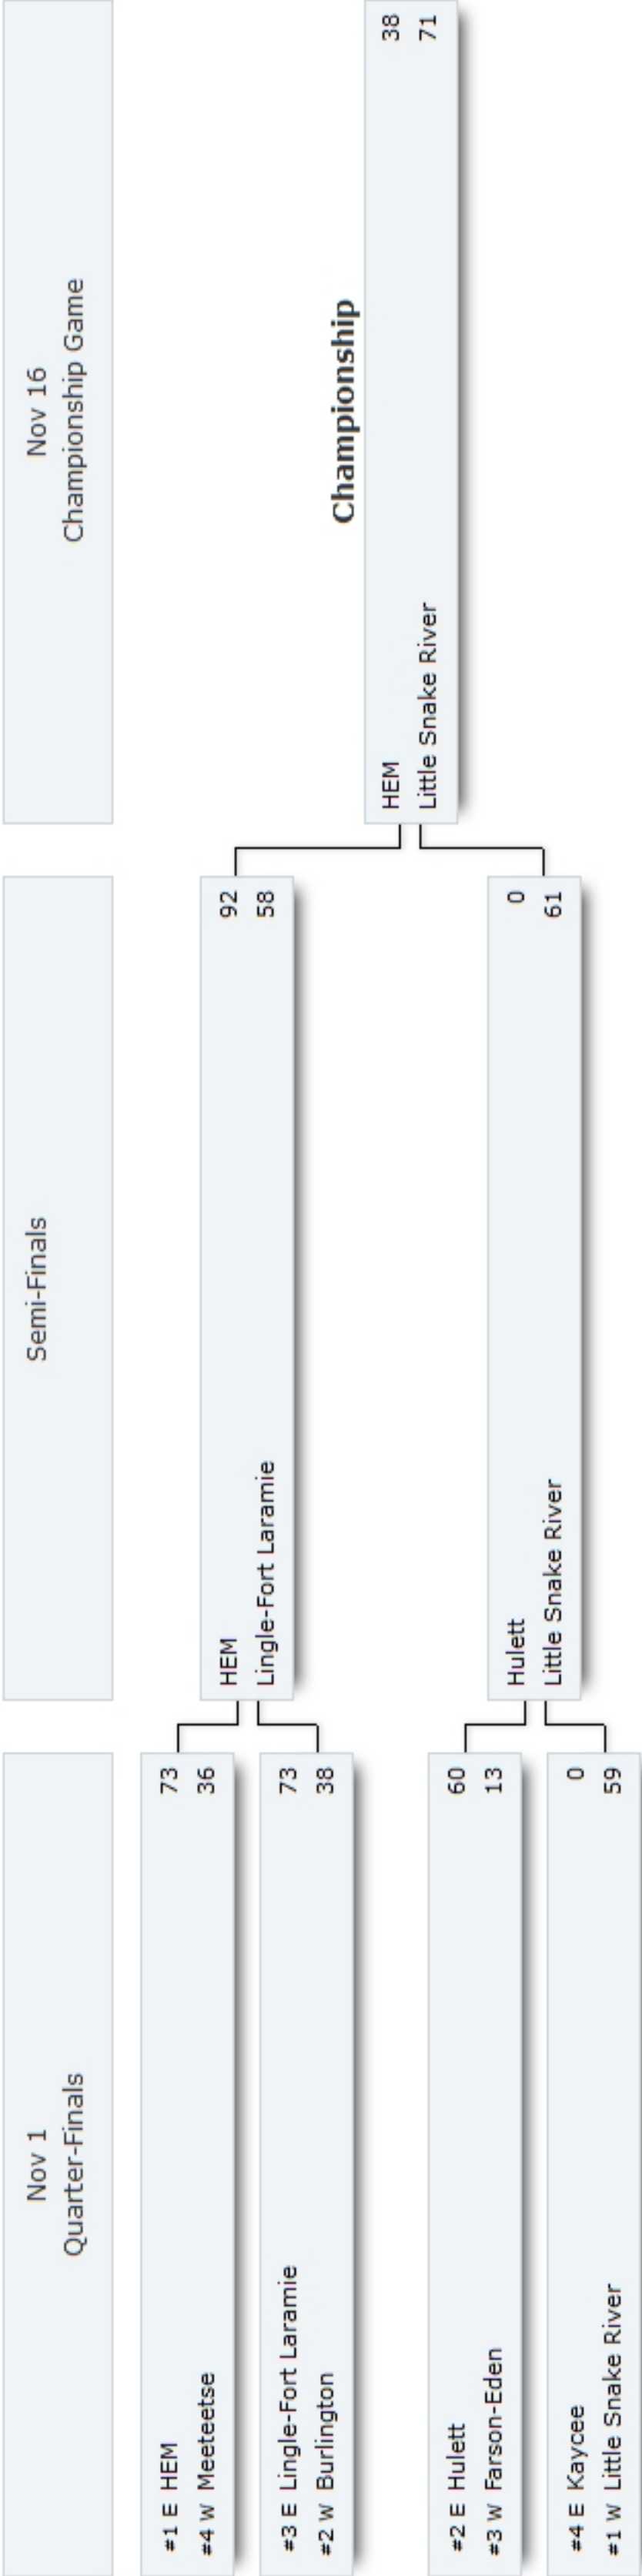 Nov 1
Quarter-Finals
Semi-Finals
Nov 16
Championship Game
#1 E HEM 73
#4 W Meeteetse 36
#3 E Lingle-Fort Laramie 73
#2 W Burlington 38
#2 E Hulett 60
#3 W Farson-Eden 13
#4 E Kaycee 0
#1 W Little Snake River 59
HEM 92
Lingle-Fort Laramie 58
Hulett 0
Little Snake River 61
Championship
HEM 38
Little Snake River 71